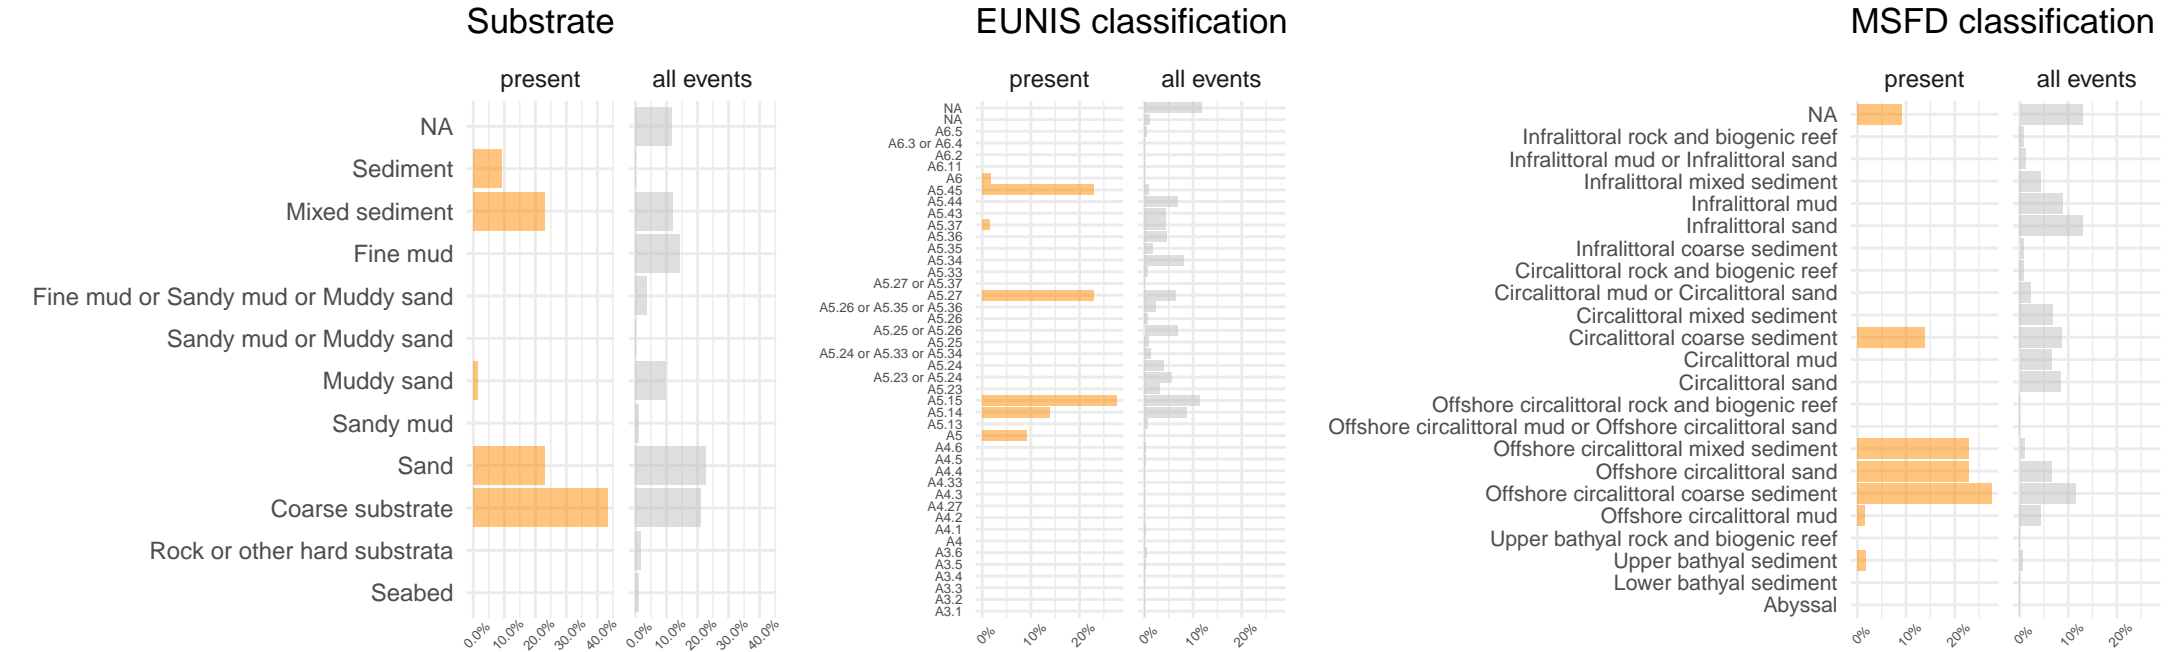 Substrate
present all events
NA
Sediment
Mixed sediment
Fine mud
Fine mud or Sandy mud or Muddy sand
Sandy mud or Muddy sand
Muddy sand
Sandy mud
Sand
Coarse substrate
Rock or other hard substrata
Seabed
0.0% 10.0% 20.0% 30.0% 40.0% 0.0% 10.0% 20.0% 30.0% 40.0%
EUNIS classification
present all events
NA
NA
A6.5
A6.3 or A6.4
A6.2
A6.11
A6
A5.45
A5.44
A5.43
A5.37
A5.36
A5.35
A5.34
A5.33
A5.27 or A5.37
A5.27
A5.26 or A5.35 or A5.36
A5.26
A5.25 or A5.26
A5.25
A5.24 or A5.33 or A5.34
A5.24
A5.23 or A5.24
A5.23
A5.15
A5.14
A5.13
A5
A4.6
A4.5
A4.4
A4.33
A4.3
A4.27
A4.2
A4.1
A4
A3.6
A3.5
A3.4
A3.3
A3.2
A3.1
0% 10% 20% 0% 10% 20%
MSFD classification
present all events
NA
Infralittoral rock and biogenic reef
Infralittoral mud or Infralittoral sand
Infralittoral mixed sediment
Infralittoral mud
Infralittoral sand
Infralittoral coarse sediment
Circalittoral rock and biogenic reef
Circalittoral mud or Circalittoral sand
Circalittoral mixed sediment
Circalittoral coarse sediment
Circalittoral mud
Circalittoral sand
Offshore circalittoral rock and biogenic reef
Offshore circalittoral mud or Offshore circalittoral sand
Offshore circalittoral mixed sediment
Offshore circalittoral sand
Offshore circalittoral coarse sediment
Offshore circalittoral mud
Upper bathyal rock and biogenic reef
Upper bathyal sediment
Lower bathyal sediment
Abyssal
0% 10% 20% 0% 10% 20%